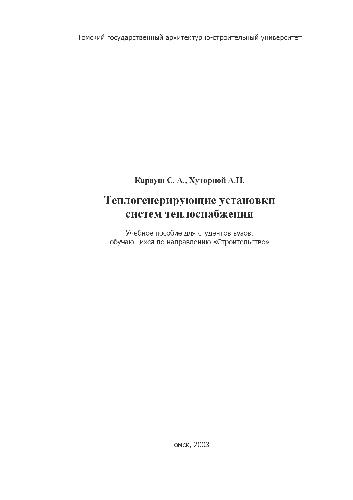 Томский государственный архитектурно-строительный университет
Карауш С. А., Хуторной А.Н.
Теплогенерирующие установки
систем теплоснабжения
Учебное пособие для студентов вузов,
обучающихся по направлению «Строительство»
Томск, 2003